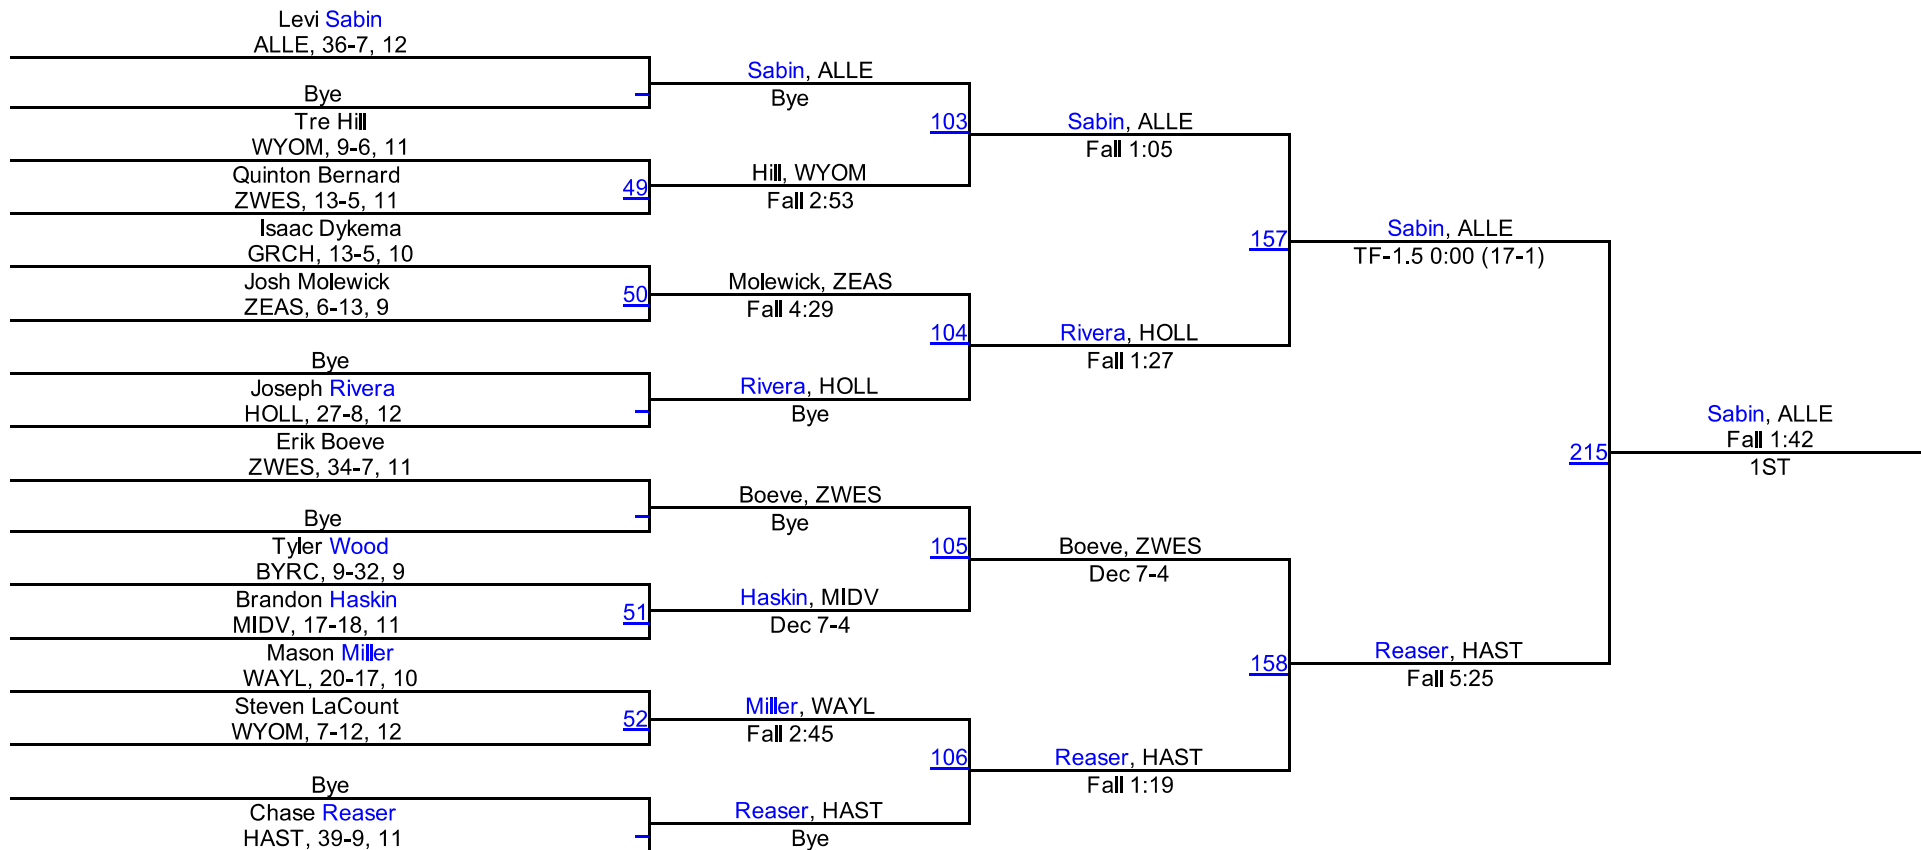 Levi Sabin
ALLE, 36-7, 12
Bye
Tre Hill
WYOM, 9-6, 11
Quinton Bernard
ZWES, 13-5, 11
49
Isaac Dykema
GRCH, 13-5, 10
Josh Molewick
ZEAS, 6-13, 9
50
Bye
Joseph Rivera
HOLL, 27-8, 12
Erik Boeve
ZWES, 34-7, 11
Bye
Tyler Wood
BYRC, 9-32, 9
Brandon Haskin
MIDV, 17-18, 11
51
Mason Miller
WAYL, 20-17, 10
Steven LaCount
WYOM, 7-12, 12
52
Bye
Chase Reaser
HAST, 39-9, 11
Sabin, ALLE
Bye
103
Hill, WYOM
Fall 2:53
Molewick, ZEAS
Fall 4:29
104
Rivera, HOLL
Bye
Boeve, ZWES
Bye
105
Haskin, MIDV
Dec 7-4
Miller, WAYL
Fall 2:45
106
Reaser, HAST
Bye
Sabin, ALLE
Fall 1:05
157
Rivera, HOLL
Fall 1:27
Boeve, ZWES
Dec 7-4
158
Reaser, HAST
Fall 1:19
Sabin, ALLE
TF-1.5 0:00 (17-1)
215
Reaser, HAST
Fall 5:25
Sabin, ALLE
Fall 1:42
1ST